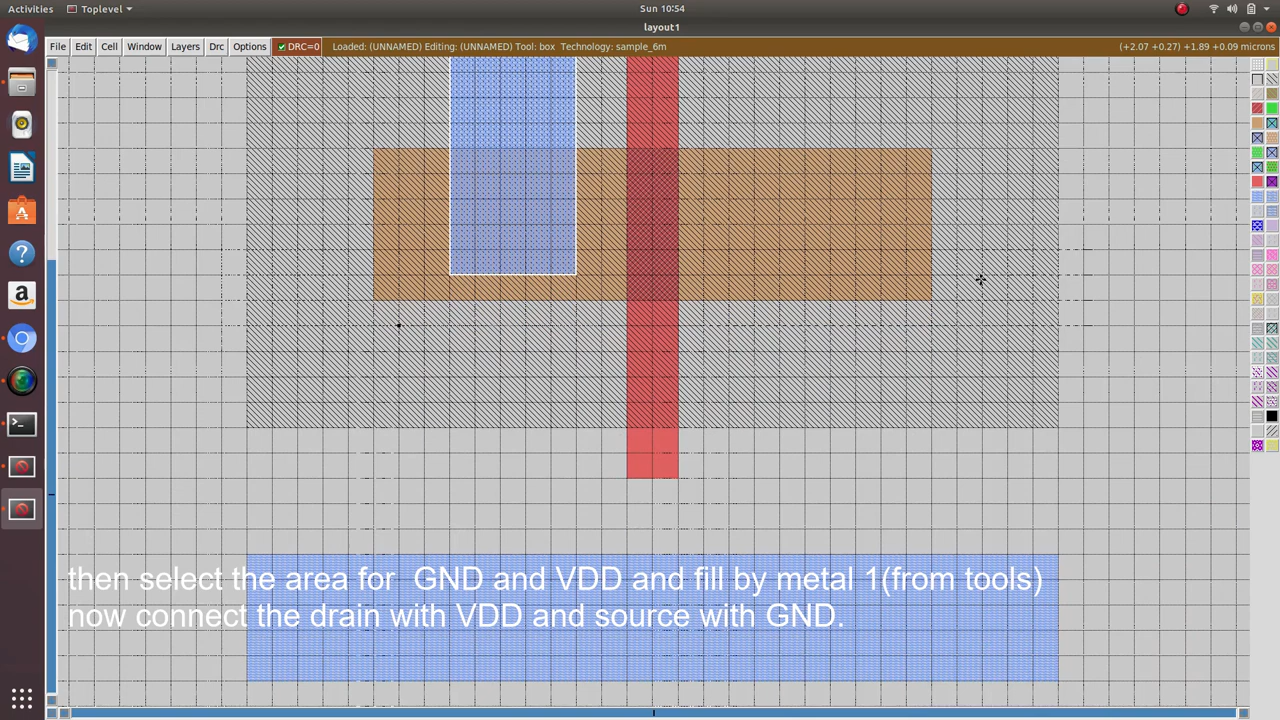 Activities
Toplevel
Sun 10:54
layout1
File Edit Cell Window Layers Drc Options DRC=0 Loaded: (UNNAMED) Editing: (UNNAMED) Tool: box Technology: sample_6m (+2.07 +0.27) +1.89 +0.09 microns
then select the area for GND and VDD and fill by metal 1(from tools)
now connect the drain with VDD and source with GND.